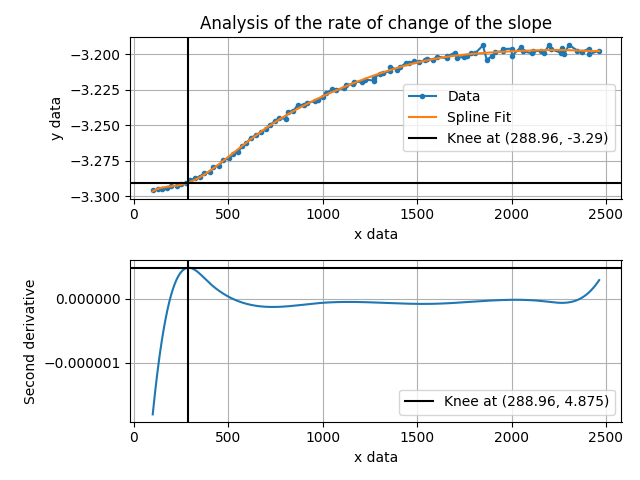 Analysis of the rate of change of the slope
−3.200
−3.225
−3.250
−3.275
−3.300
y data
Data
Spline Fit
Knee at (288.96, -3.29)
0 500 1000 1500 2000 2500
x data
0.000000
−0.000001
Second derivative
Knee at (288.96, 4.875)
0 500 1000 1500 2000 2500
x data